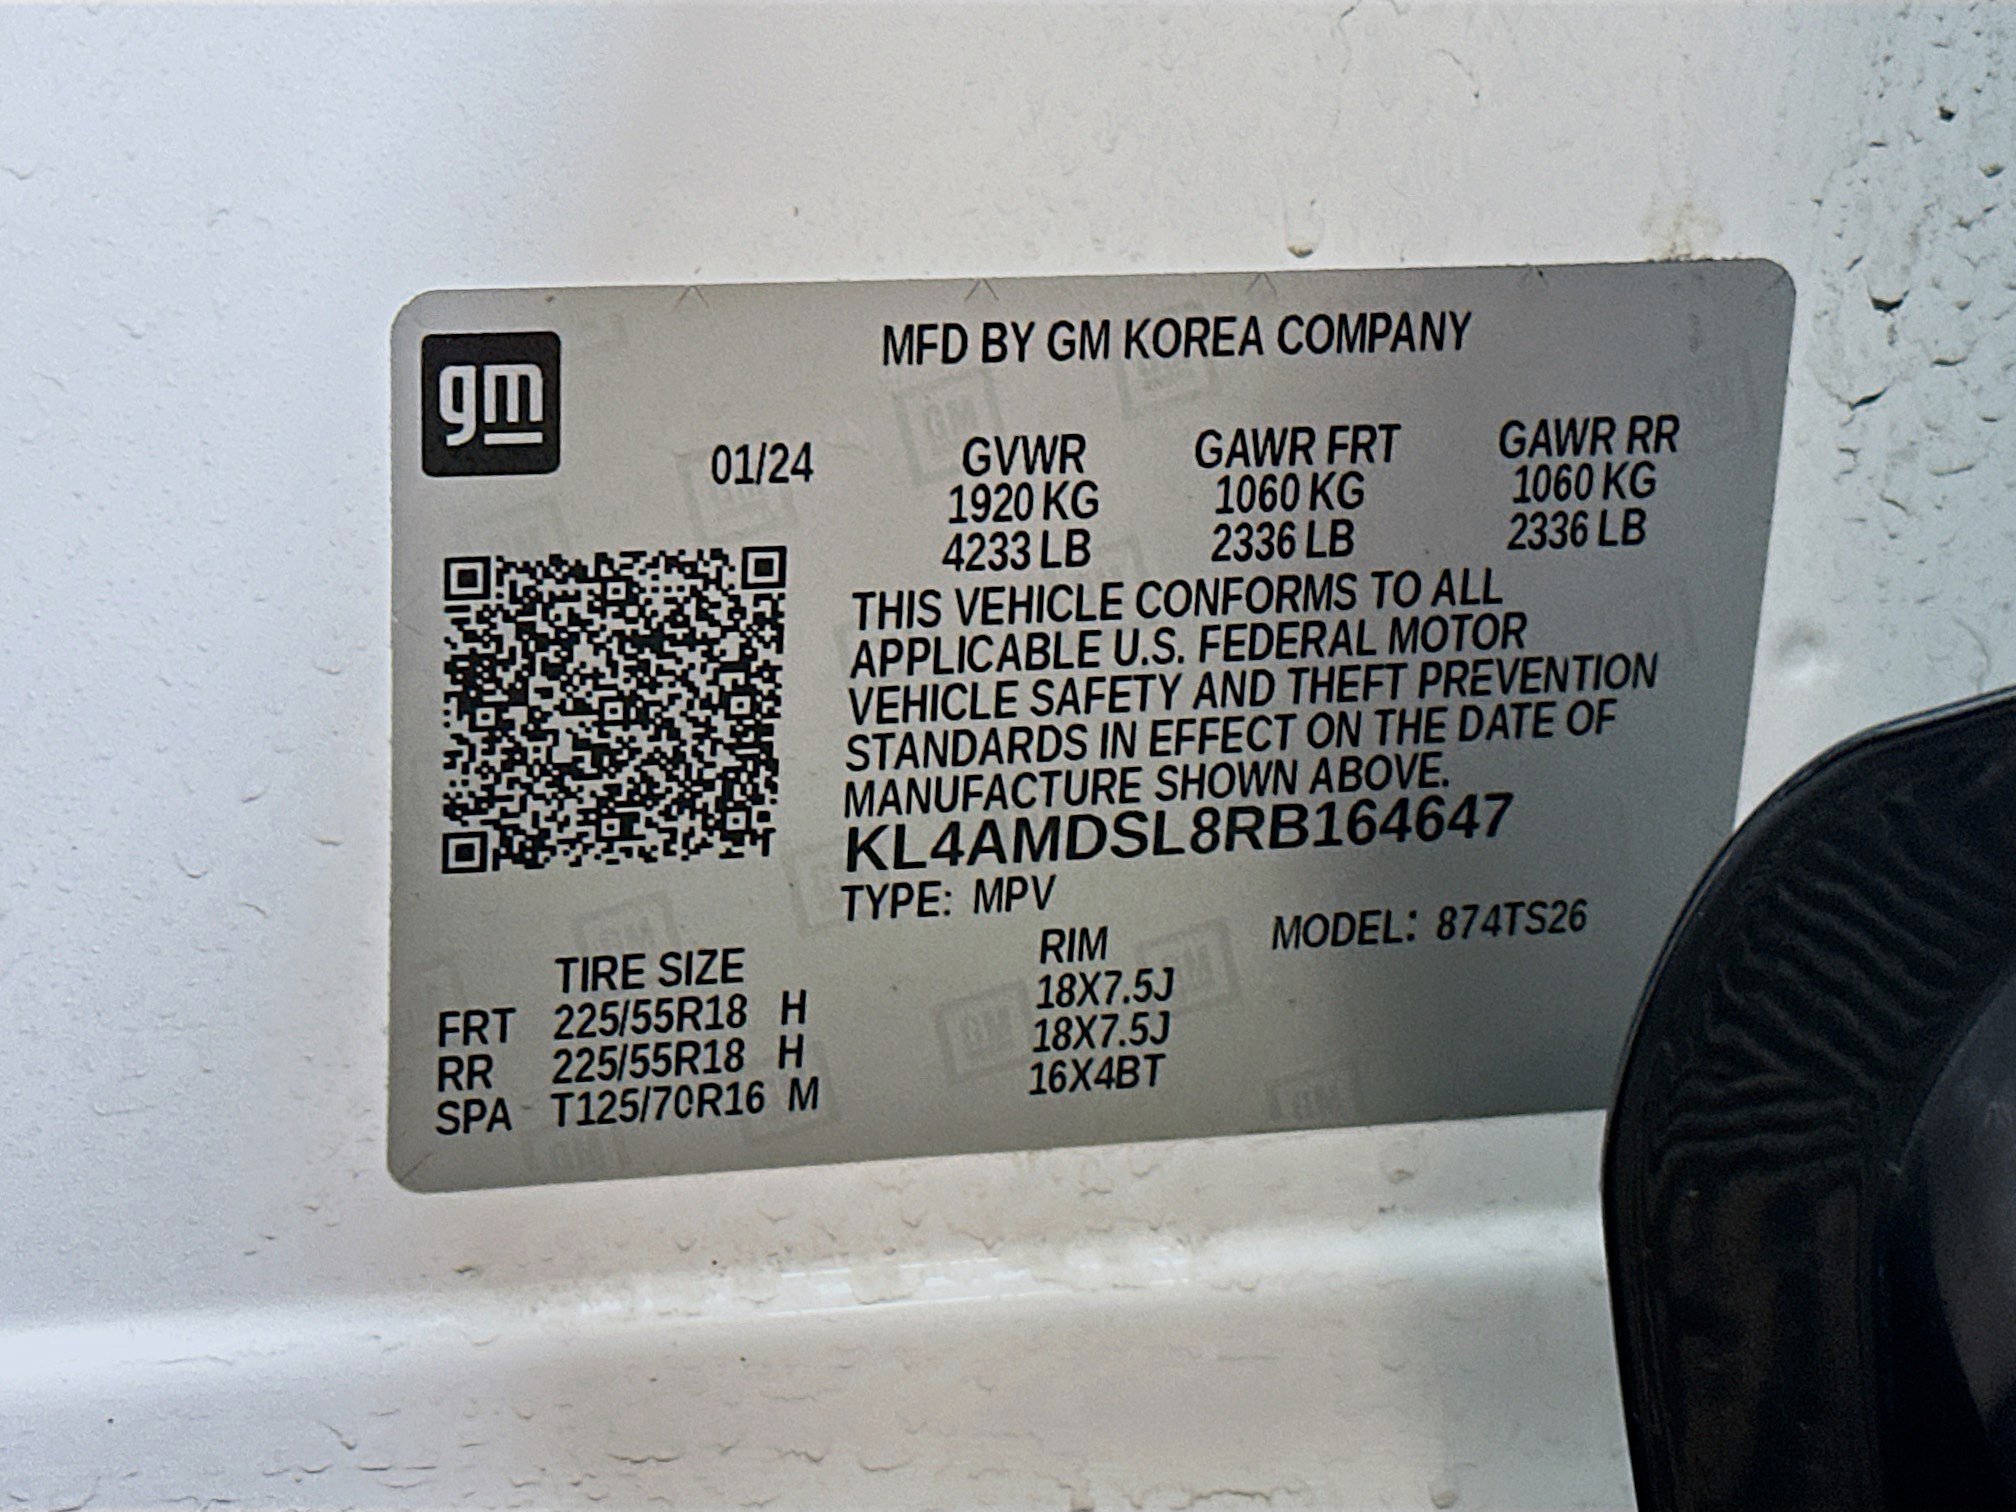 gm
MFD BY GM KOREA COMPANY
01/24 GVWR GAWR FRT GAWR RR
1920 KG 1060 KG 1060 KG
4233 LB 2336 LB 2336 LB
THIS VEHICLE CONFORMS TO ALL
APPLICABLE U.S. FEDERAL MOTOR
VEHICLE SAFETY AND THEFT PREVENTION
STANDARDS IN EFFECT ON THE DATE OF
MANUFACTURE SHOWN ABOVE.
KL4AMDSL8RB164647
TYPE: MPV
MODEL: 874TS26
TIRE SIZE RIM
FRT 225/55R18 H 18X7.5J
RR 225/55R18 H 18X7.5J
SPA T125/70R16 M 16X4BT